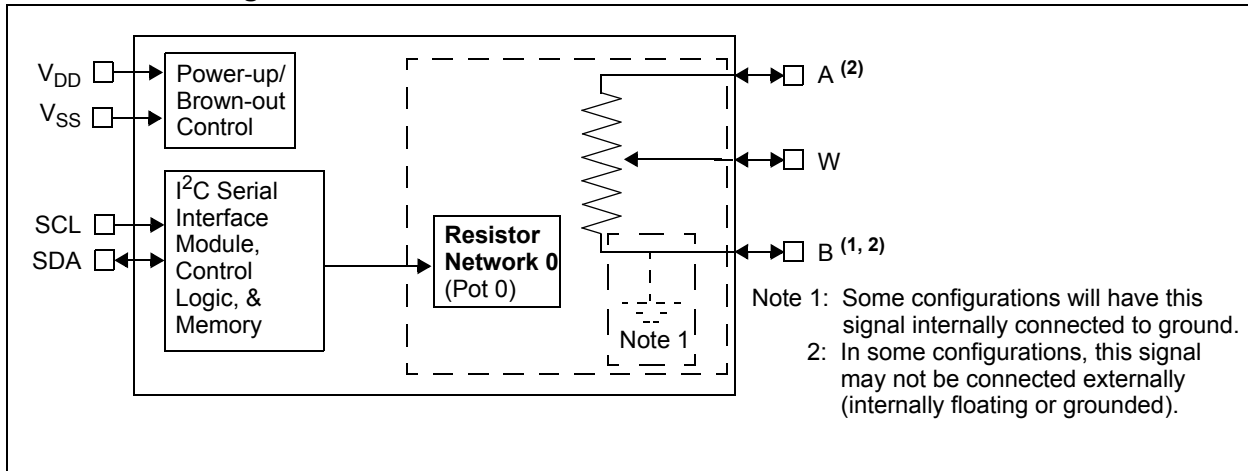 V_DD
V_SS
SCL
SDA
Power-up/
Brown-out
Control
I²C Serial
Interface
Module,
Control
Logic, &
Memory
Resistor
Network 0
(Pot 0)
Note 1
A (2)
W
B (1, 2)
Note 1: Some configurations will have this
signal internally connected to ground.
2: In some configurations, this signal
may not be connected externally
(internally floating or grounded).